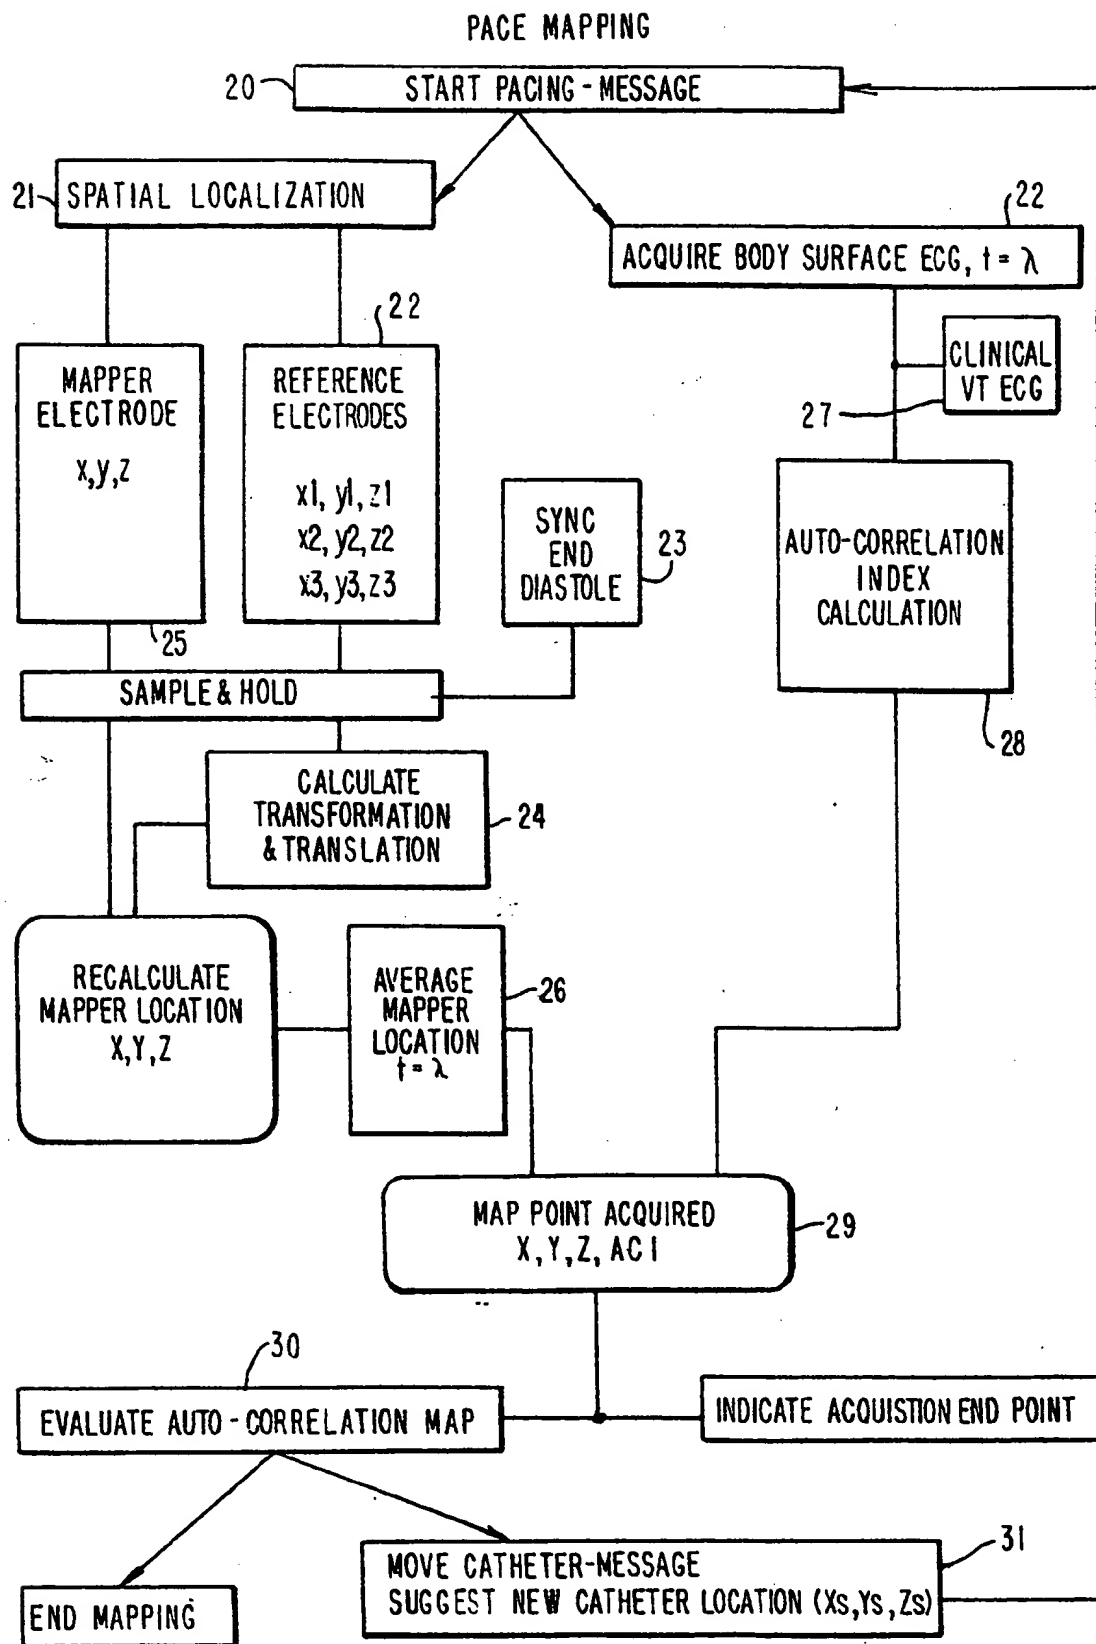 PACE MAPPING
20
START PACING-MESSAGE
21
SPATIAL LOCALIZATION
22
ACQUIRE BODY SURFACE ECG, t = λ
22
MAPPER
ELECTRODE
x,y,z
REFERENCE
ELECTRODES
x1, y1, z1
x2, y2, z2
x3, y3, z3
CLINICAL
VT ECG
27
SYNC
END
DIASTOLE
23
AUTO-CORRELATION
INDEX
CALCULATION
25
SAMPLE & HOLD
28
CALCULATE
TRANSFORMATION
& TRANSLATION
24
RECALCULATE
MAPPER LOCATION
X,Y,Z
AVERAGE
MAPPER
LOCATION
t = λ
26
MAP POINT ACQUIRED
X, Y, Z, ACI
29
30
EVALUATE AUTO-CORRELATION MAP
INDICATE ACQUISTION END POINT
31
MOVE CATHETER-MESSAGE
SUGGEST NEW CATHETER LOCATION (Xs,Ys,Zs)
END MAPPING